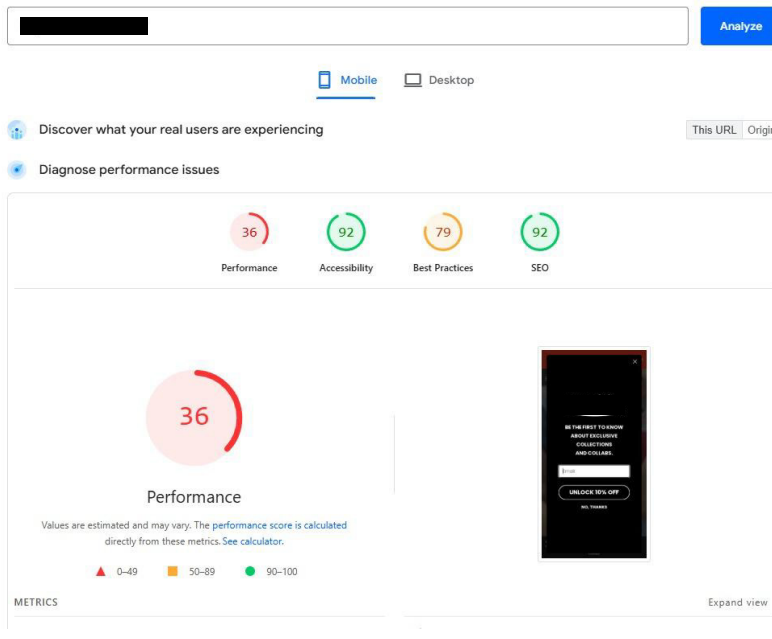 Analyze
Mobile
Desktop
Discover what your real users are experiencing
This URL
Diagnose performance issues
36
92
79
92
Performance
Accessibility
Best Practices
SEO
36
BE THE FIRST TO KNOW
ABOUT EXCLUSIVE
COLLECTIONS
AND COLLABS.
Email
UNLOCK 10% OFF
NO, THANKS
Performance
Values are estimated and may vary. The performance score is calculated
directly from these metrics. See calculator.
0–49
50–89
90–100
METRICS
Expand view